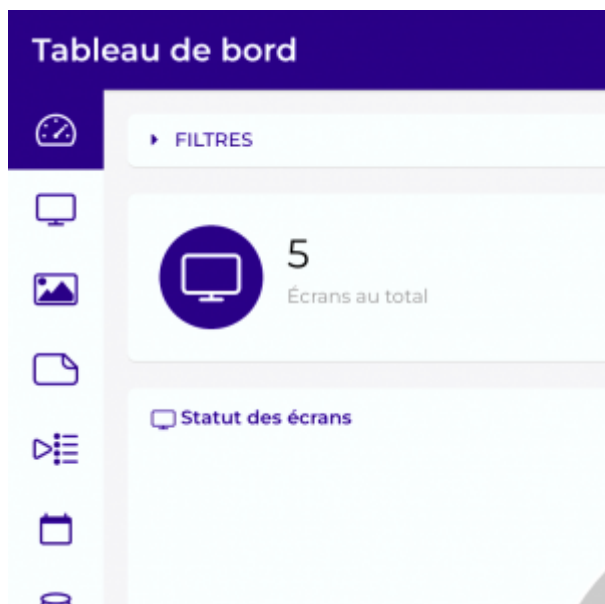 Tableau de bord
FILTRES
5
Écrans au total
Statut des écrans